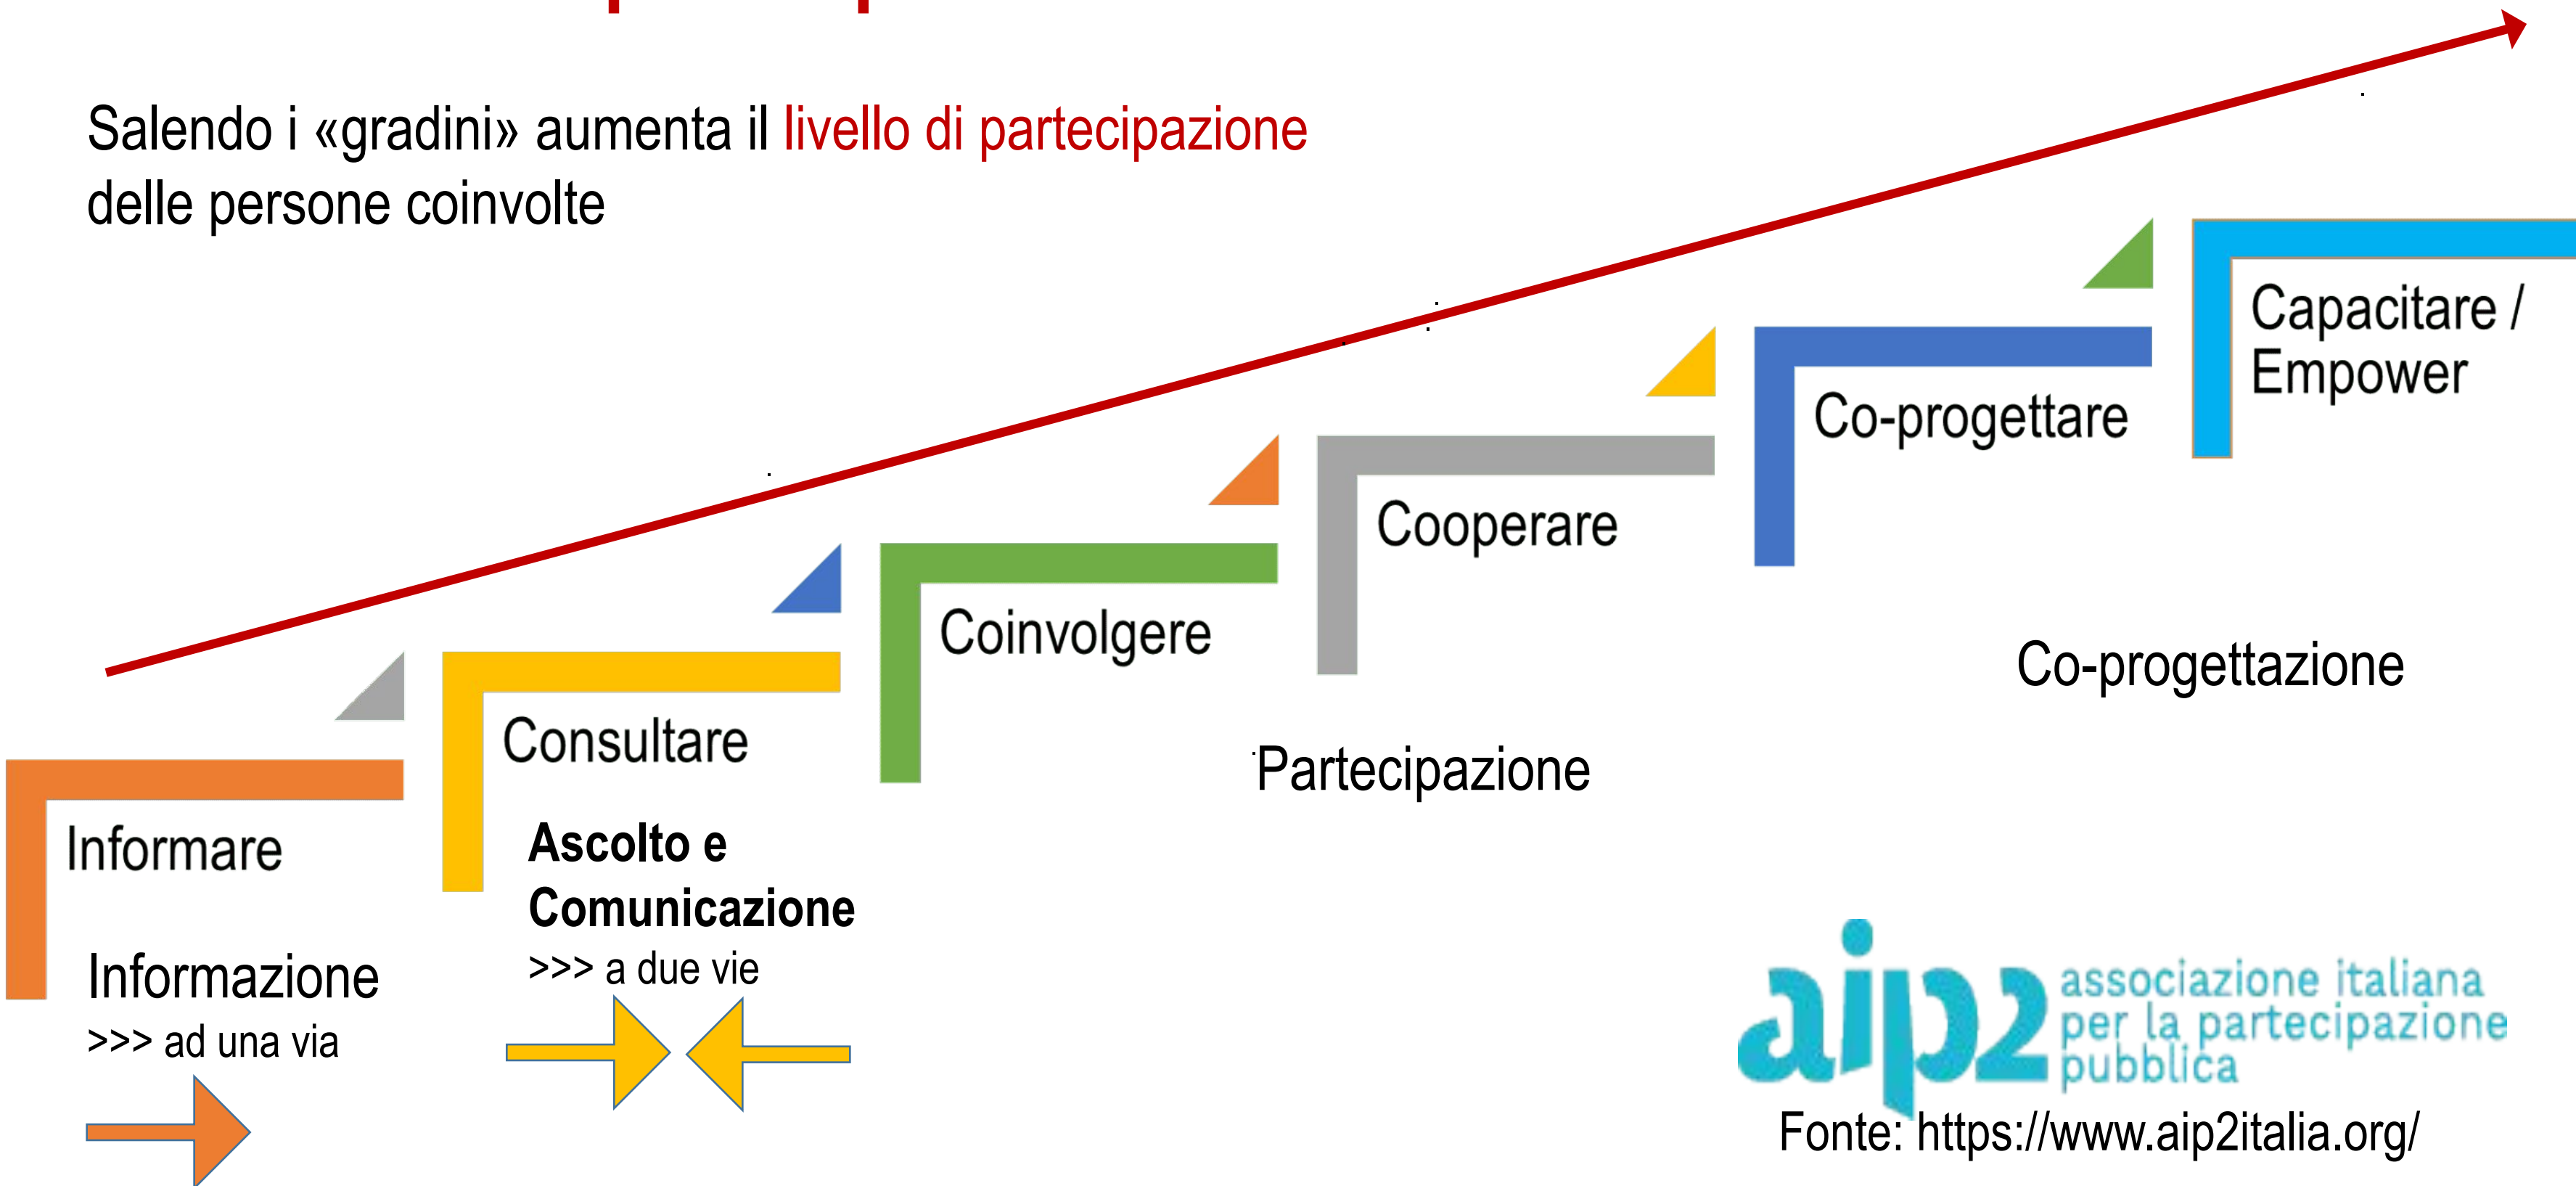 Salendo i «gradini» aumenta il livello di partecipazione
delle persone coinvolte
Capacitare /
Empower
Co-progettare
Cooperare
Coinvolgere
Consultare
Informare
Co-progettazione
Partecipazione
Ascolto e
Comunicazione
>>> a due vie
Informazione
>>> ad una via
aip2
associazione italiana
per la partecipazione
pubblica
Fonte: https://www.aip2italia.org/